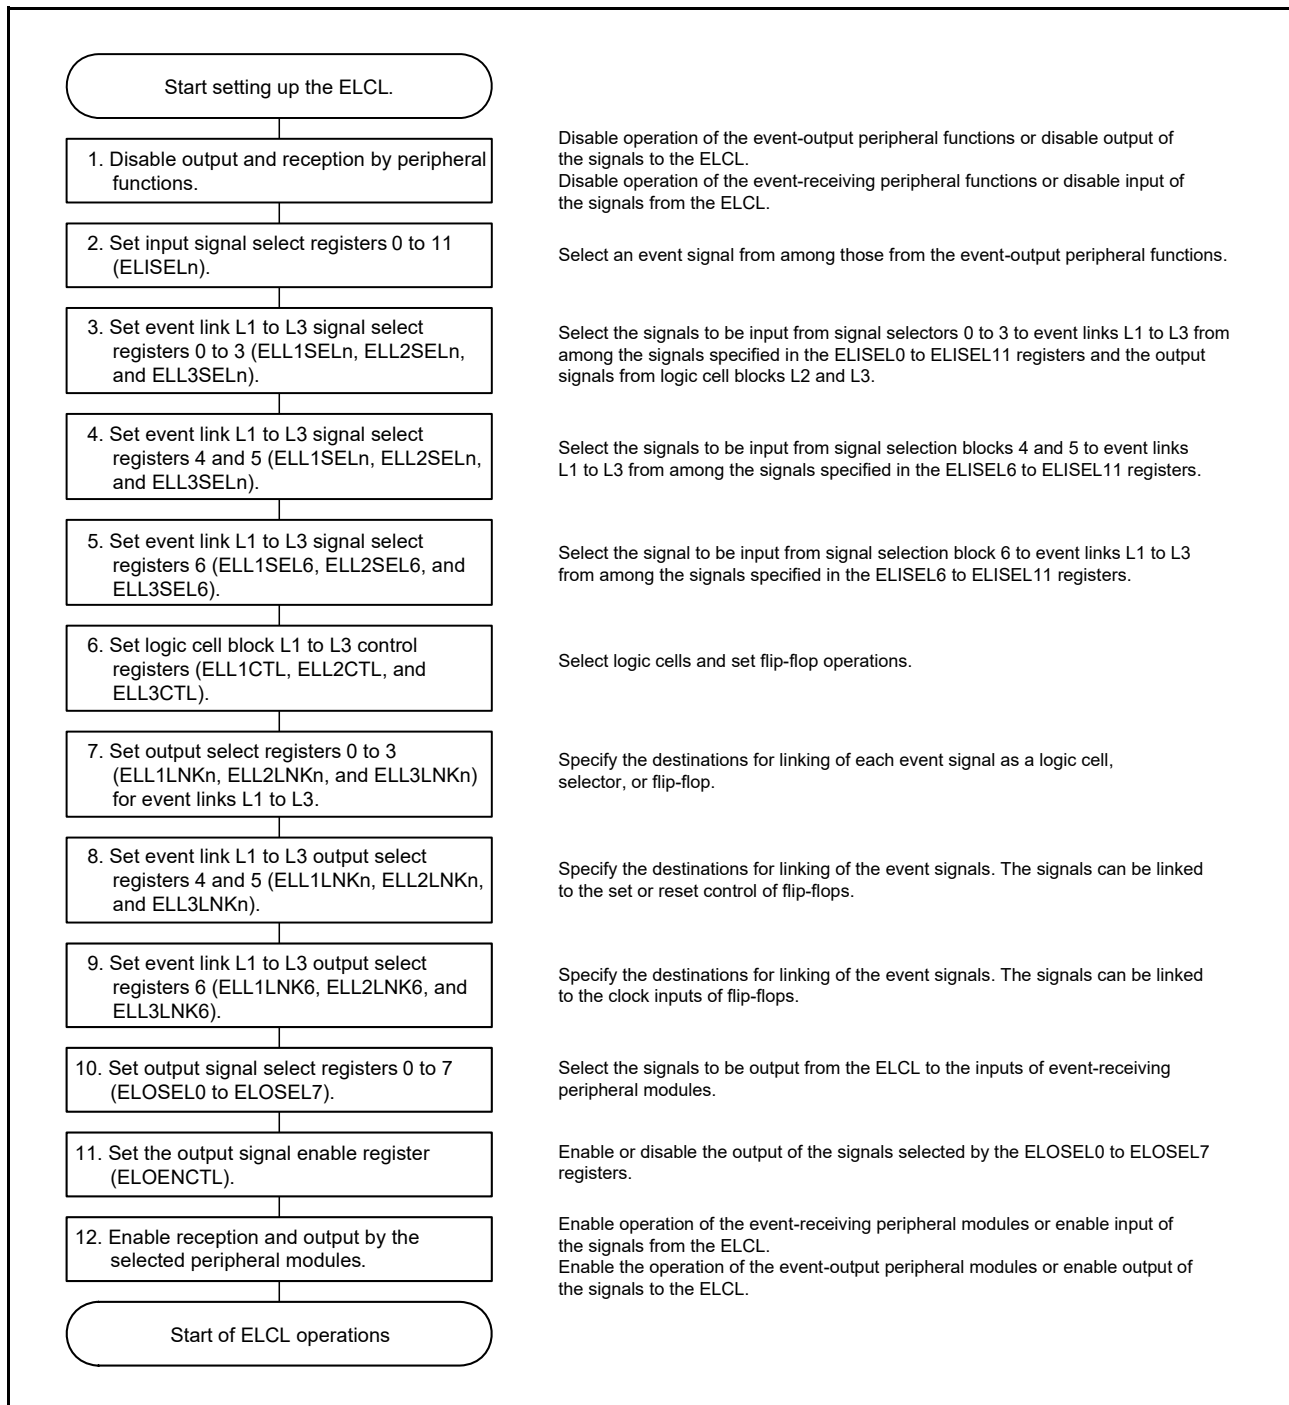 Start setting up the ELCL.
1. Disable output and reception by peripheral
functions.
Disable operation of the event-output peripheral functions or disable output of
the signals to the ELCL.
Disable operation of the event-receiving peripheral functions or disable input of
the signals from the ELCL.
2. Set input signal select registers 0 to 11
(ELISELn).
Select an event signal from among those from the event-output peripheral functions.
3. Set event link L1 to L3 signal select
registers 0 to 3 (ELL1SELn, ELL2SELn,
and ELL3SELn).
Select the signals to be input from signal selectors 0 to 3 to event links L1 to L3 from
among the signals specified in the ELISEL0 to ELISEL11 registers and the output
signals from logic cell blocks L2 and L3.
4. Set event link L1 to L3 signal select
registers 4 and 5 (ELL1SELn, ELL2SELn,
and ELL3SELn).
Select the signals to be input from signal selection blocks 4 and 5 to event links
L1 to L3 from among the signals specified in the ELISEL6 to ELISEL11 registers.
5. Set event link L1 to L3 signal select
registers 6 (ELL1SEL6, ELL2SEL6, and
ELL3SEL6).
Select the signal to be input from signal selection block 6 to event links L1 to L3
from among the signals specified in the ELISEL6 to ELISEL11 registers.
6. Set logic cell block L1 to L3 control
registers (ELL1CTL, ELL2CTL, and
ELL3CTL).
Select logic cells and set flip-flop operations.
7. Set output select registers 0 to 3
(ELL1LNKn, ELL2LNKn, and ELL3LNKn)
for event links L1 to L3.
Specify the destinations for linking of each event signal as a logic cell,
selector, or flip-flop.
8. Set event link L1 to L3 output select
registers 4 and 5 (ELL1LNKn, ELL2LNKn,
and ELL3LNKn).
Specify the destinations for linking of the event signals. The signals can be linked
to the set or reset control of flip-flops.
9. Set event link L1 to L3 output select
registers 6 (ELL1LNK6, ELL2LNK6, and
ELL3LNK6).
Specify the destinations for linking of the event signals. The signals can be linked
to the clock inputs of flip-flops.
10. Set output signal select registers 0 to 7
(ELOSEL0 to ELOSEL7).
Select the signals to be output from the ELCL to the inputs of event-receiving
peripheral modules.
11. Set the output signal enable register
(ELOENCTL).
Enable or disable the output of the signals selected by the ELOSEL0 to ELOSEL7
registers.
12. Enable reception and output by the
selected peripheral modules.
Enable operation of the event-receiving peripheral modules or enable input of
the signals from the ELCL.
Enable the operation of the event-output peripheral modules or enable output of
the signals to the ELCL.
Start of ELCL operations